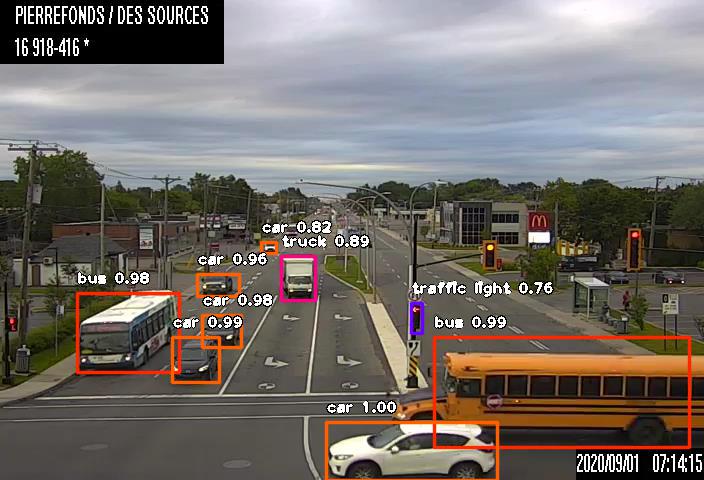 PIERREFONDS / DES SOURCES
16 918-416 *
car 0.82
truck 0.89
car 0.96
bus 0.98
traffic light 0.76
car 0.98
car 0.99
bus 0.99
car 1.00
2020/09/01 07:14:15